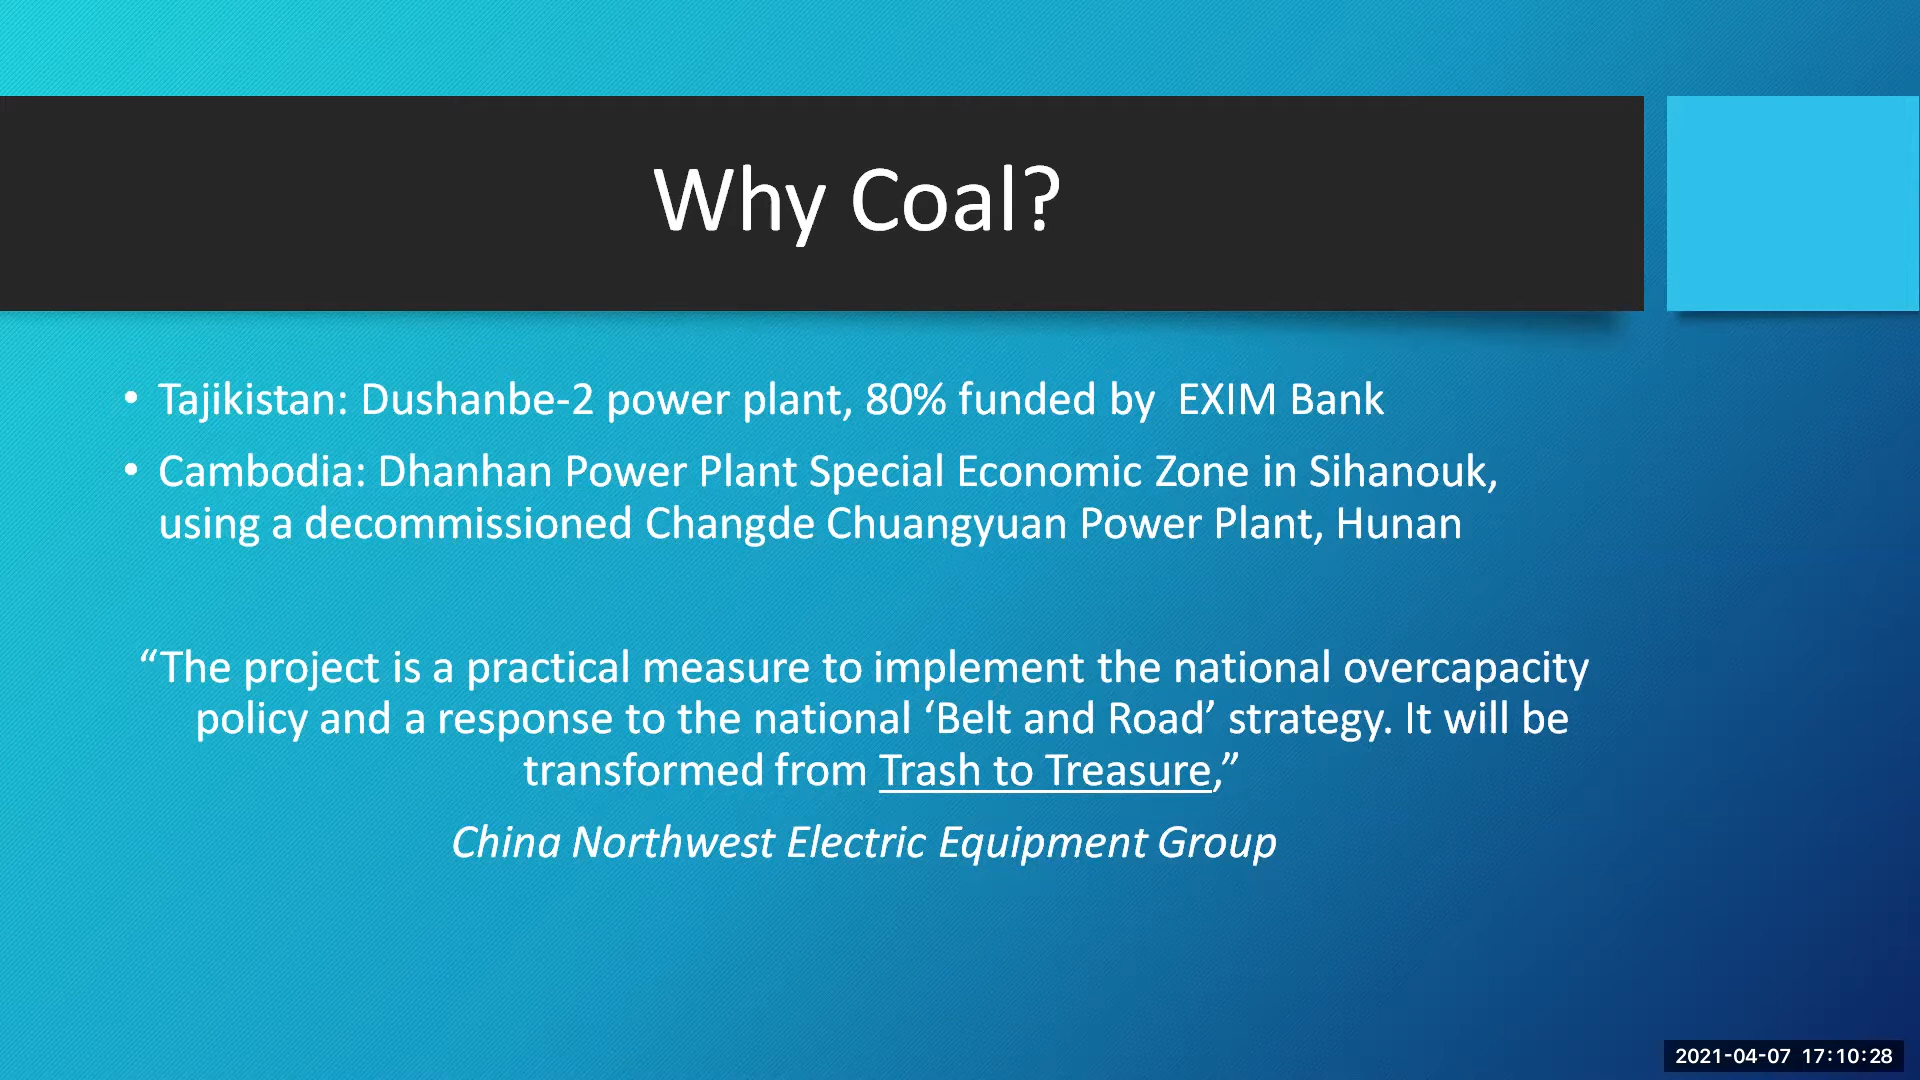 Why Coal?
• Tajikistan: Dushanbe-2 power plant, 80% funded by  EXIM Bank
• Cambodia: Dhanhan Power Plant Special Economic Zone in Sihanouk,
using a decommissioned Changde Chuangyuan Power Plant, Hunan
“The project is a practical measure to implement the national overcapacity
policy and a response to the national ‘Belt and Road’ strategy. It will be
transformed from Trash to Treasure,”
China Northwest Electric Equipment Group
2021-04-07 17:10:28